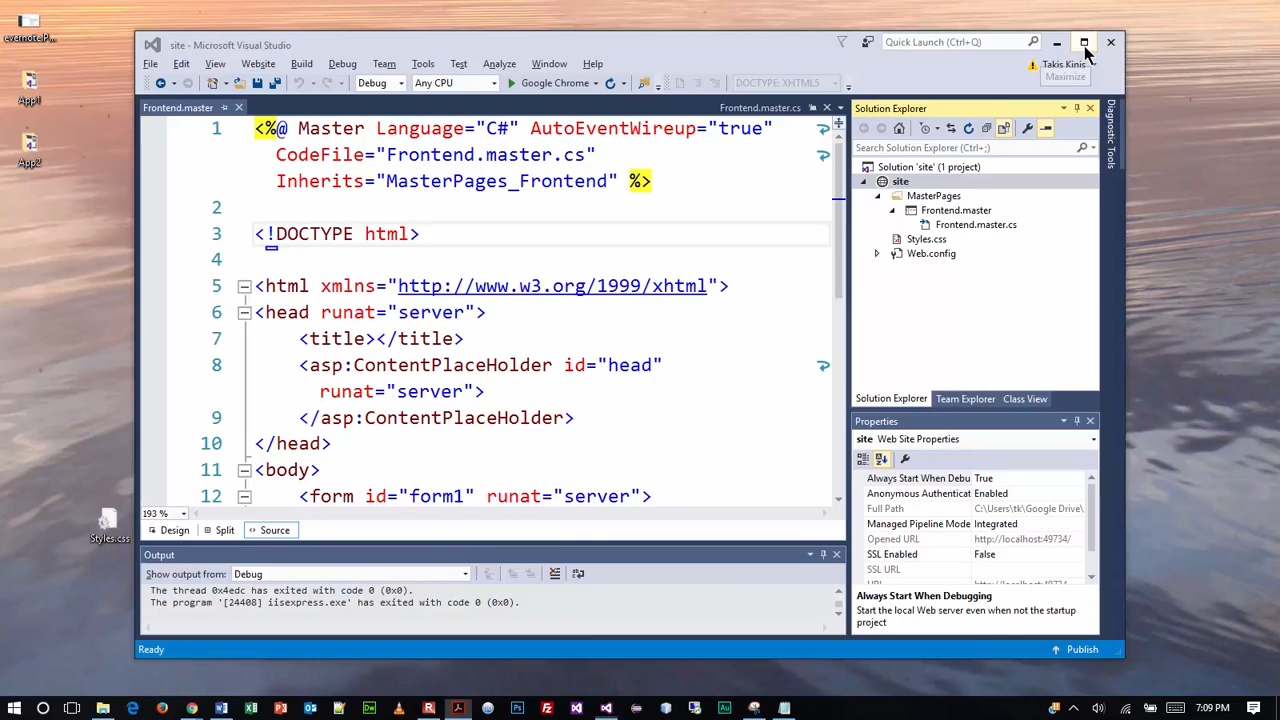 evernote.P...
App1
App2
Styles.css
site - Microsoft Visual Studio
Quick Launch (Ctrl+Q)
File Edit View Website Build Debug Team Tools Test Analyze Window Help
Takis Kinis
Maximize
Debug Any CPU Google Chrome DOCTYPE: XHTML5
Frontend.master
Frontend.master.cs
1 <%@ Master Language="C#" AutoEventWireup="true"
CodeFile="Frontend.master.cs"
Inherits="MasterPages_Frontend" %>
2
3 <!DOCTYPE html>
4
5 <html xmlns="http://www.w3.org/1999/xhtml">
6 <head runat="server">
7 <title></title>
8 <asp:ContentPlaceHolder id="head"
runat="server">
9 </asp:ContentPlaceHolder>
10 </head>
11 <body>
12 <form id="form1" runat="server">
193 %
Design Split Source
Output
Show output from: Debug
The thread 0x4edc has exited with code 0 (0x0).
The program '[24408] iisexpress.exe' has exited with code 0 (0x0).
Solution Explorer
Search Solution Explorer (Ctrl+;)
Solution 'site' (1 project)
site
MasterPages
Frontend.master
Frontend.master.cs
Styles.css
Web.config
Solution Explorer Team Explorer Class View
Properties
site Web Site Properties
Always Start When Debu True
Anonymous Authenticat Enabled
Full Path C:\Users\tk\Google Drive\
Managed Pipeline Mode Integrated
Opened URL http://localhost:49734/
SSL Enabled False
SSL URL
URL http://localhost:49734/
Always Start When Debugging
Start the local Web server even when not the startup
project
Diagnostic Tools
Ready
Publish
7:09 PM